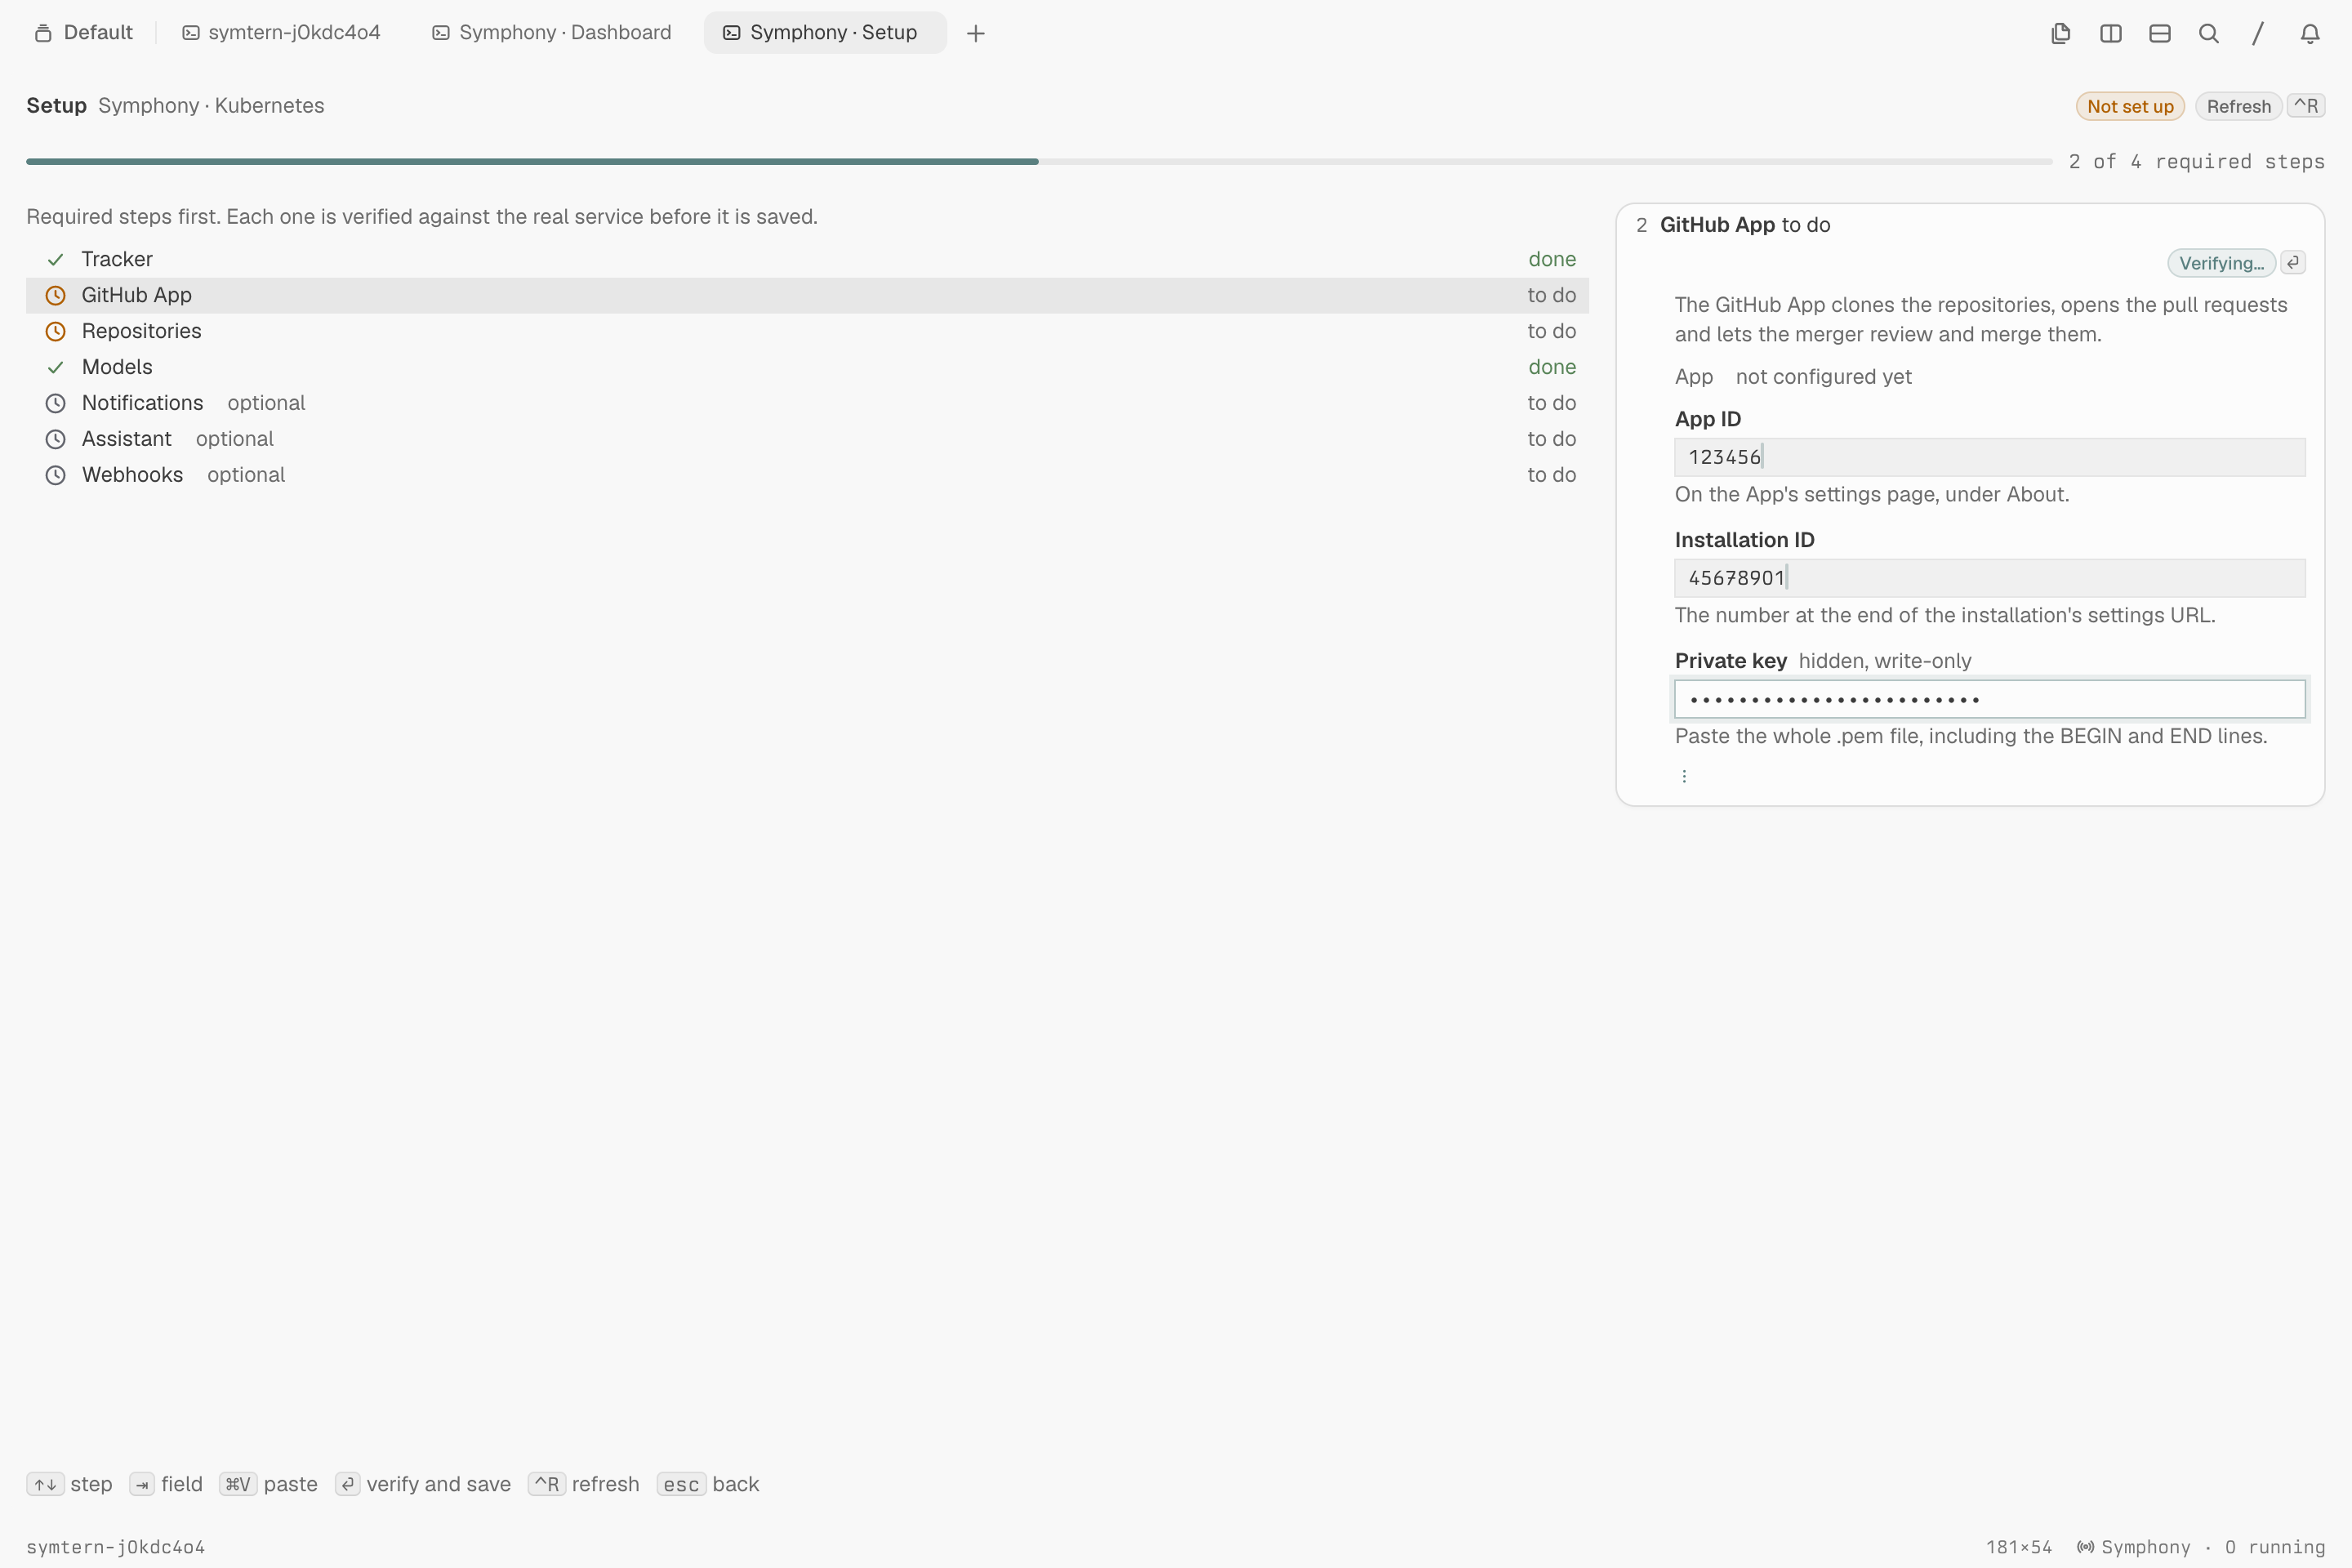 Default
symtern-j0kdc4o4
Symphony · Dashboard
Symphony · Setup
Setup Symphony · Kubernetes
Not set up
Refresh ^R
2 of 4 required steps
Required steps first. Each one is verified against the real service before it is saved.
Tracker done
GitHub App to do
Repositories to do
Models done
Notifications optional to do
Assistant optional to do
Webhooks optional to do
2 GitHub App to do
Verifying…
The GitHub App clones the repositories, opens the pull requests
and lets the merger review and merge them.
App not configured yet
App ID
123456
On the App's settings page, under About.
Installation ID
45678901
The number at the end of the installation's settings URL.
Private key hidden, write-only
••••••••••••••••••••••••
Paste the whole .pem file, including the BEGIN and END lines.
↑↓ step ⇥ field ⌘V paste ⏎ verify and save ^R refresh esc back
symtern-j0kdc4o4
181×54 Symphony · 0 running